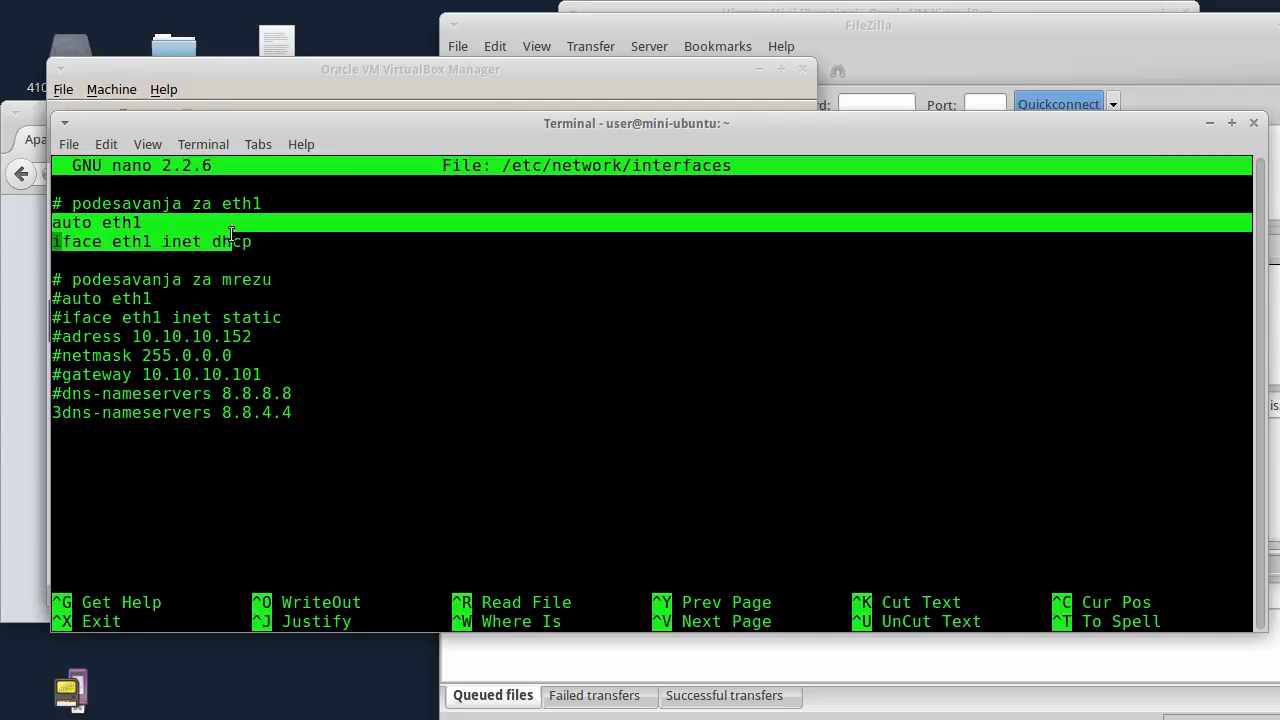 FileZilla
File Edit View Transfer Server Bookmarks Help
410
Oracle VM VirtualBox Manager
File Machine Help
Port:
Quickconnect
Apa
Terminal - user@mini-ubuntu: ~
File Edit View Terminal Tabs Help
GNU nano 2.2.6 File: /etc/network/interfaces
# podesavanja za eth1
auto eth1
iface eth1 inet dhcp
# podesavanja za mrezu
#auto eth1
#iface eth1 inet static
#adress 10.10.10.152
#netmask 255.0.0.0
#gateway 10.10.10.101
#dns-nameservers 8.8.8.8
3dns-nameservers 8.8.4.4
^G Get Help ^O WriteOut ^R Read File ^Y Prev Page ^K Cut Text ^C Cur Pos
^X Exit ^J Justify ^W Where Is ^V Next Page ^U UnCut Text ^T To Spell
Queued files Failed transfers Successful transfers